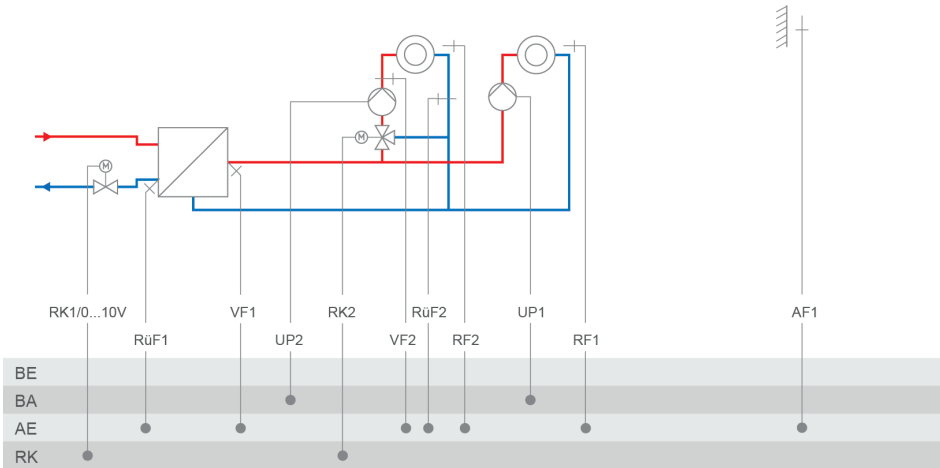 M
M
RK1/0...10V VF1 RK2 RüF2 UP1 AF1
RüF1 UP2 VF2 RF2 RF1
BE
BA
AE
RK